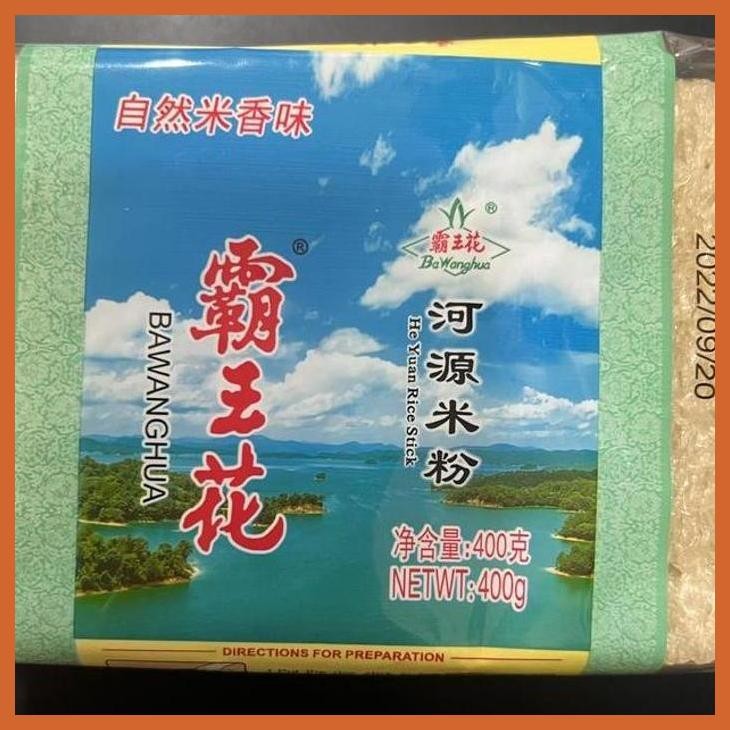 自然米香味
霸王花®
BAWANGHUA
霸王花®
BaWanghua
河源米粉
He Yuan Rice Stick
净含量:400克
NETWT:400g
2022/09/20
DIRECTIONS FOR PREPARATION